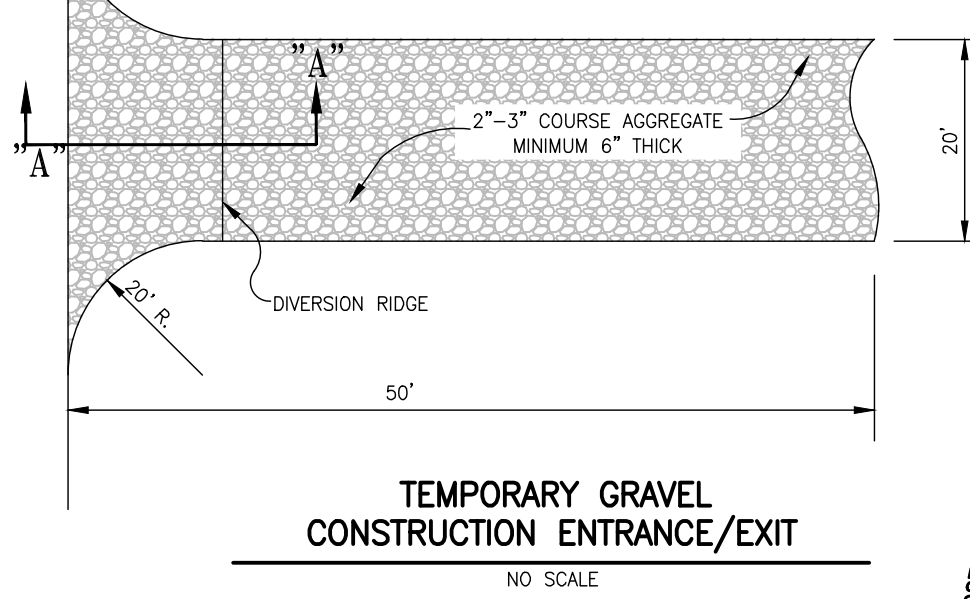 "A"
2"-3" COURSE AGGREGATE
MINIMUM 6" THICK
20'
"A"
DIVERSION RIDGE
20' R.
50'
TEMPORARY GRAVEL
CONSTRUCTION ENTRANCE/EXIT
NO SCALE